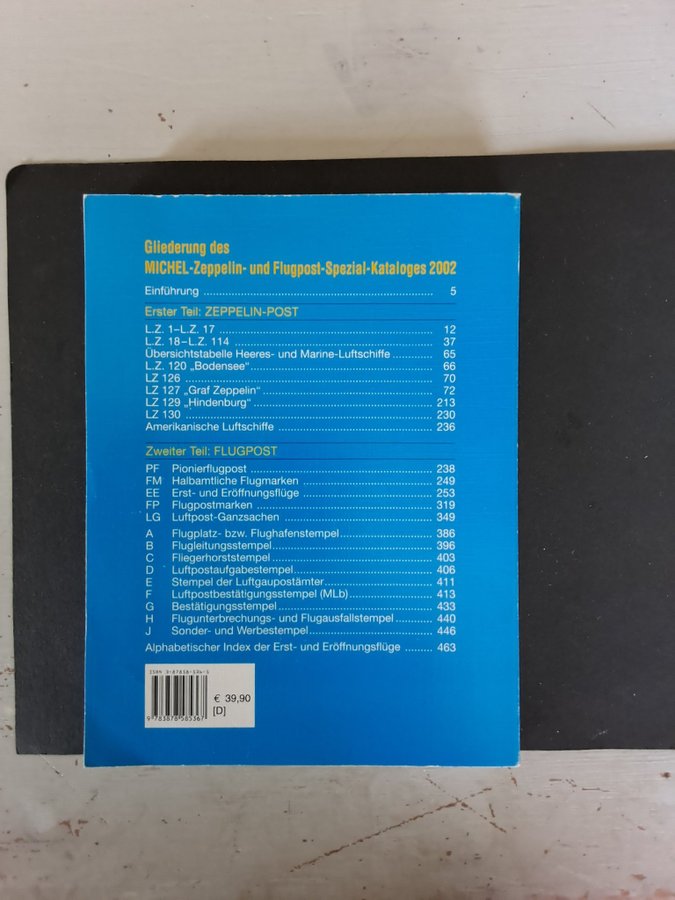 Gliederung des
MICHEL-Zeppelin- und Flugpost-Spezial-Kataloges 2002
Einführung 5
Erster Teil: ZEPPELIN-POST
L.Z. 1–L.Z. 17 12
L.Z. 18–L.Z. 114 37
Übersichtstabelle Heeres- und Marine-Luftschiffe 65
L.Z. 120 „Bodensee“ 66
LZ 126 70
LZ 127 „Graf Zeppelin“ 72
LZ 129 „Hindenburg“ 213
LZ 130 230
Amerikanische Luftschiffe 236
Zweiter Teil: FLUGPOST
PF Pionierflugpost 238
FM Halbamtliche Flugmarken 249
EE Erst- und Eröffnungsflüge 253
FP Flugpostmarken 319
LG Luftpost-Ganzsachen 349
A Flugplatz- bzw. Flughafenstempel 386
B Flugleitungsstempel 396
C Fliegerhorststempel 403
D Luftpostaufgabestempel 406
E Stempel der Luftgaupostämter 411
F Luftpostbestätigungsstempel (MLb) 413
G Bestätigungsstempel 433
H Flugunterbrechungs- und Flugausfallstempel 440
J Sonder- und Werbestempel 446
Alphabetischer Index der Erst- und Eröffnungsflüge 463
ISBN
€ 39,90
[D]
9 783878 585367